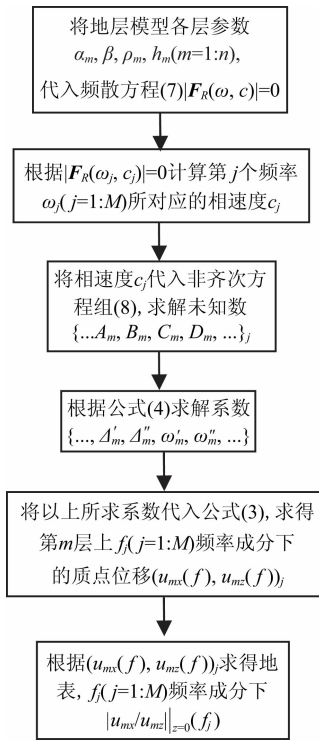 将地层模型各层参数
αm, β, ρm, hm(m=1:n),
代入频散方程(7)|FR(ω, c)|=0
根据|FR(ωj, cj)|=0计算第 j个频率
ωj( j=1:M)所对应的相速度cj
将相速度cj代入非齐次方
程组(8), 求解未知数
{...Am, Bm, Cm, Dm, ...}j
根据公式(4)求解系数
{..., Δ′m, Δ″m, ω′m, ω″m, ...}
将以上所求系数代入公式(3), 求得
第m层上 fj( j=1:M)频率成分下
的质点位移(umx( f ), umz( f ))j
根据(umx( f ), umz( f ))j求得地
表, fj( j=1:M)频率成分下
|umx/umz||z=0(fj)